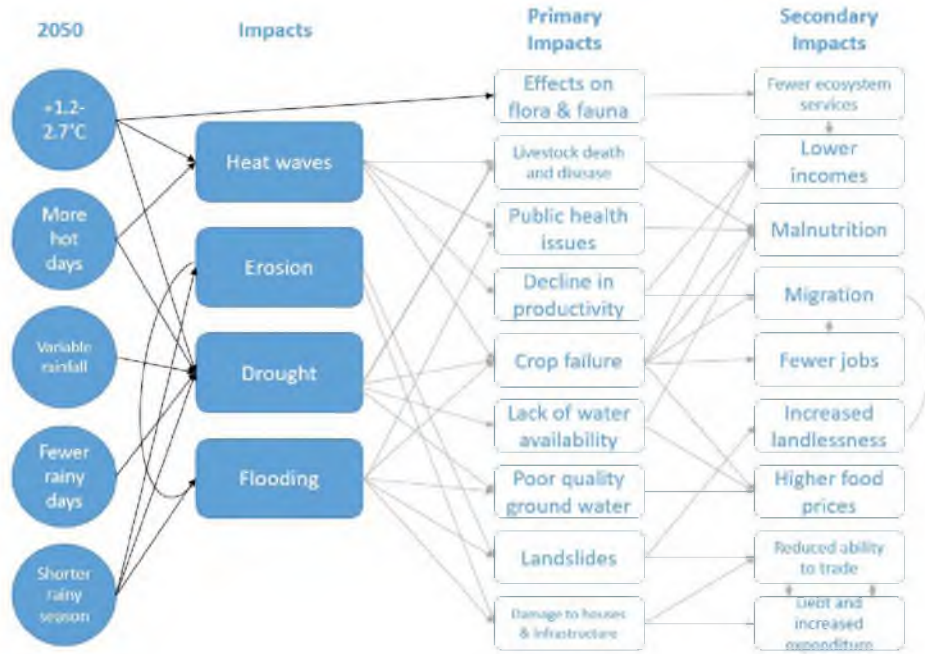 2050
Impacts
Primary
Impacts
Secondary
Impacts
+1.2-
2.7°C
More
hot
days
Variable
rainfall
Fewer
rainy
days
Shorter
rainy
season
Heat waves
Erosion
Drought
Flooding
Effects on
flora & fauna
Livestock death
and disease
Public health
issues
Decline in
productivity
Crop failure
Lack of water
availability
Poor quality
ground water
Landslides
Damage to houses
& infrastructure
Fewer ecosystem
services
Lower
incomes
Malnutrition
Migration
Fewer jobs
Increased
landlessness
Higher food
prices
Reduced ability
to trade
Debt and
increased
expenditure